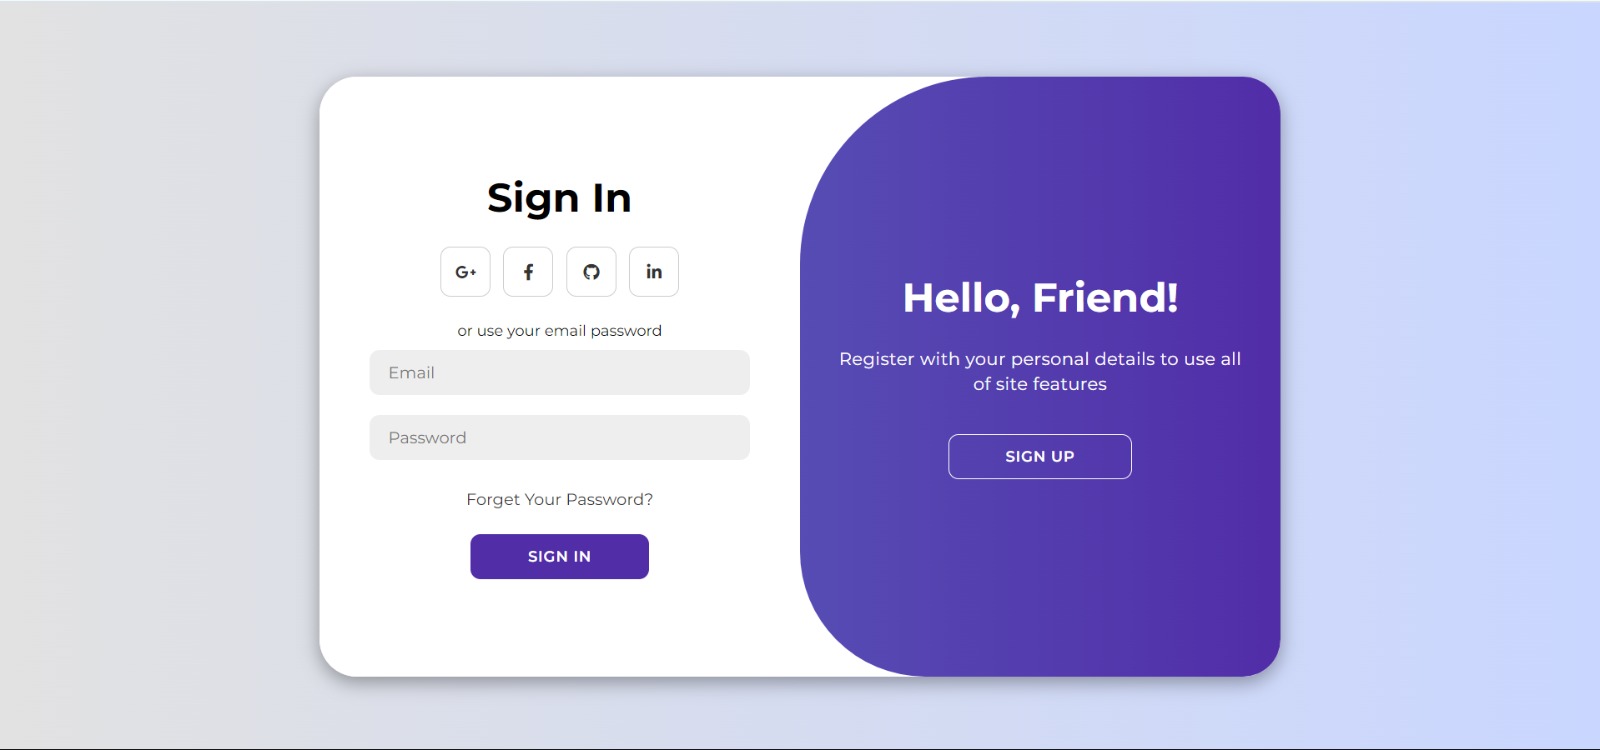 Sign In
G+
f
in
or use your email password
Email
Password
Forget Your Password?
SIGN IN
Hello, Friend!
Register with your personal details to use all
of site features
SIGN UP